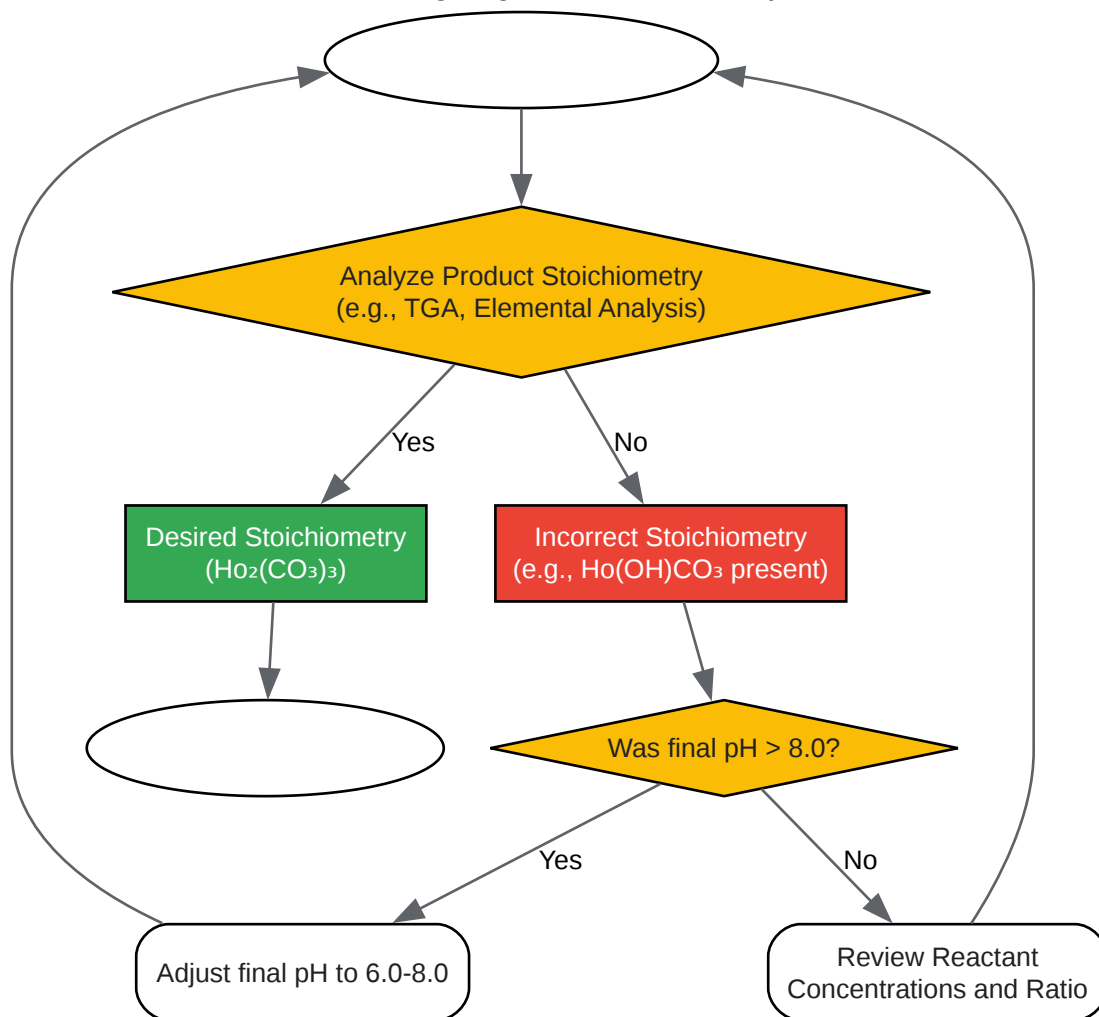 Analyze Product Stoichiometry
(e.g., TGA, Elemental Analysis)
Yes
No
Desired Stoichiometry
(Ho₂(CO₃)₃)
Incorrect Stoichiometry
(e.g., Ho(OH)CO₃ present)
Was final pH > 8.0?
Yes
No
Adjust final pH to 6.0-8.0
Review Reactant
Concentrations and Ratio